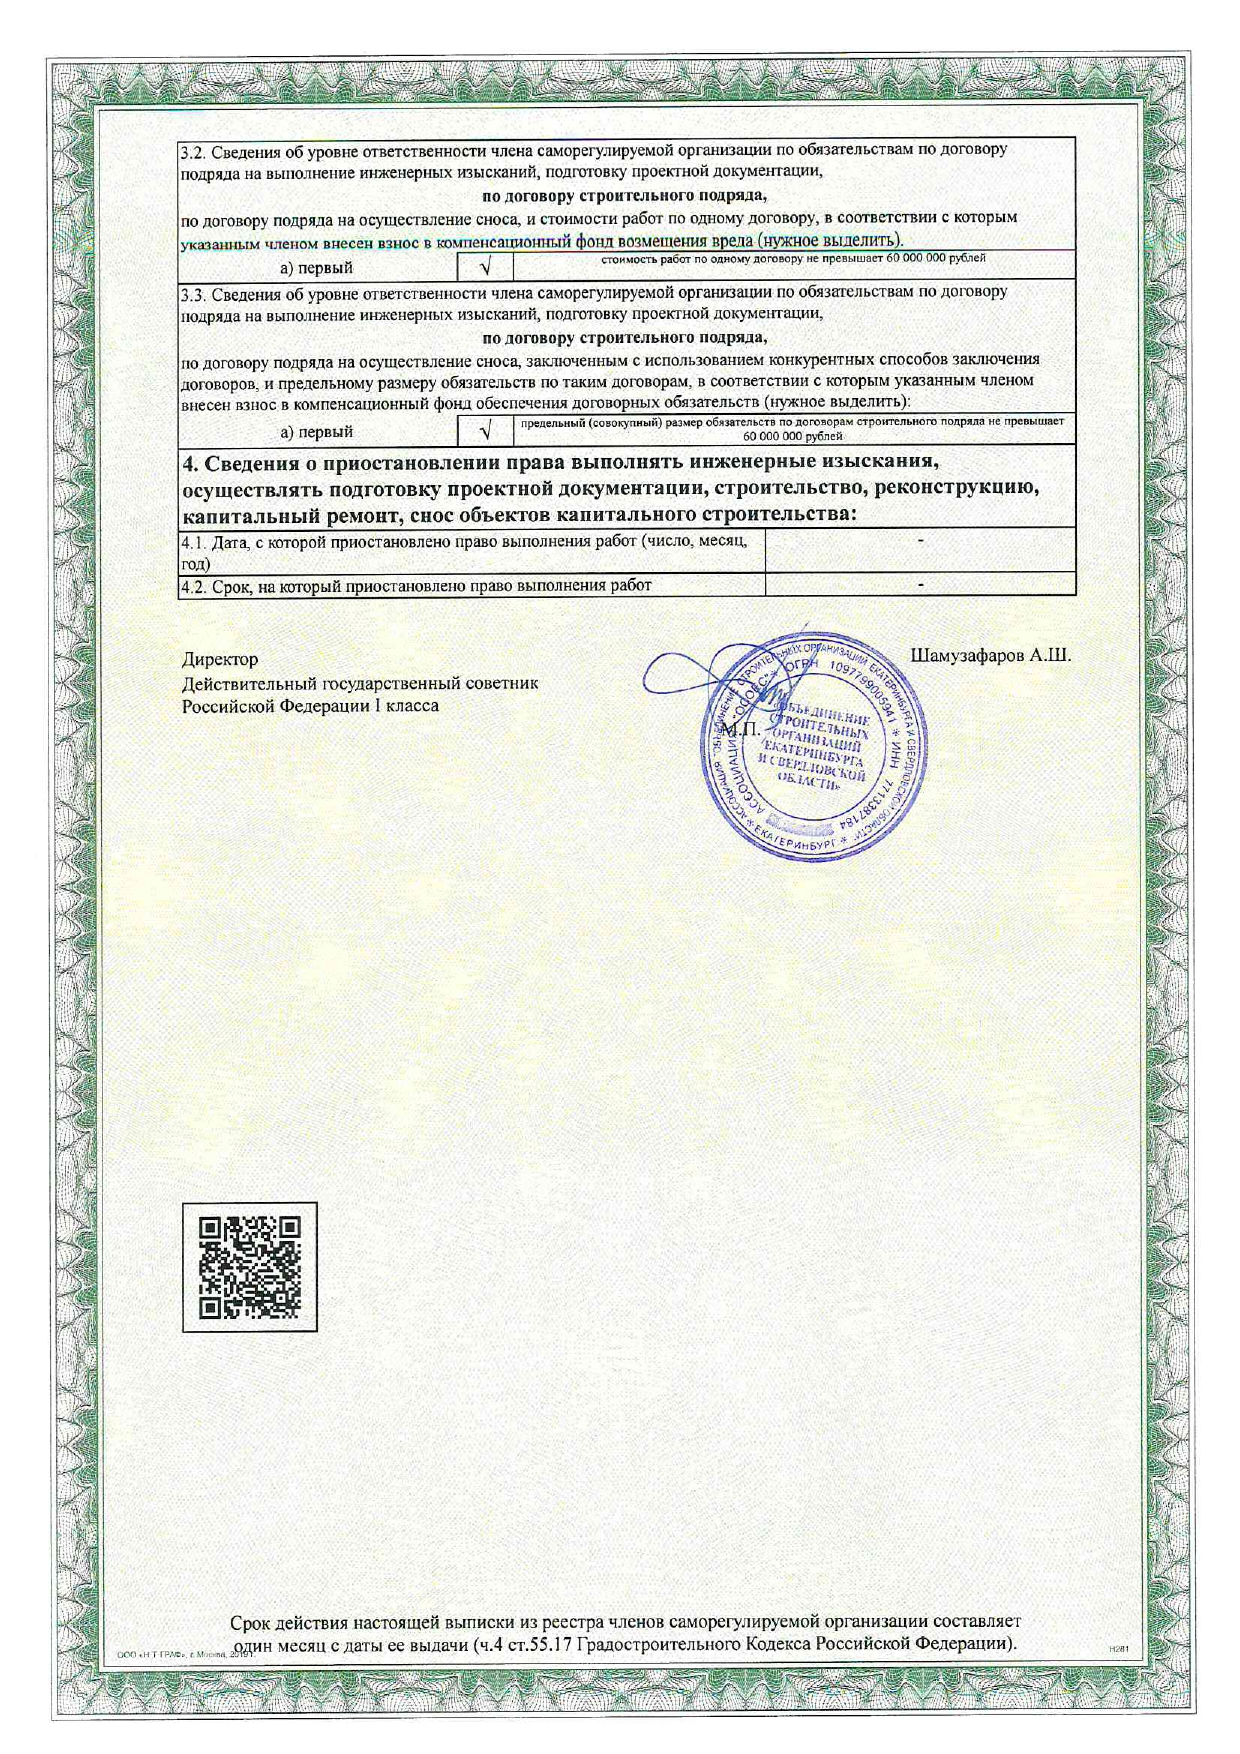 3.2. Сведения об уровне ответственности члена саморегулируемой организации по обязательствам по договору
подряда на выполнение инженерных изысканий, подготовку проектной документации,
по договору строительного подряда,
по договору подряда на осуществление сноса, и стоимости работ по одному договору, в соответствии с которым
указанным членом внесен взнос в компенсационный фонд возмещения вреда (нужное выделить).
а) первый √ стоимость работ по одному договору не превышает 60 000 000 рублей
3.3. Сведения об уровне ответственности члена саморегулируемой организации по обязательствам по договору
подряда на выполнение инженерных изысканий, подготовку проектной документации,
по договору строительного подряда,
по договору подряда на осуществление сноса, заключенным с использованием конкурентных способов заключения
договоров, и предельному размеру обязательств по таким договорам, в соответствии с которым указанным членом
внесен взнос в компенсационный фонд обеспечения договорных обязательств (нужное выделить):
а) первый √ предельный (совокупный) размер обязательств по договорам строительного подряда не превышает
60 000 000 рублей
4. Сведения о приостановлении права выполнять инженерные изыскания,
осуществлять подготовку проектной документации, строительство, реконструкцию,
капитальный ремонт, снос объектов капитального строительства:
4.1. Дата, с которой приостановлено право выполнения работ (число, месяц, -
год)
4.2. Срок, на который приостановлено право выполнения работ -
Директор
Шамузафаров А.Ш.
Действительный государственный советник
Российской Федерации I класса
М.П.
АССОЦИАЦИЯ "ОБЪЕДИНЕНИЕ СТРОИТЕЛЬНЫХ ОРГАНИЗАЦИЙ ЕКАТЕРИНБУРГА И СВЕРДЛОВСКОЙ ОБЛАСТИ"
* ЕКАТЕРИНБУРГ *
АССОЦИАЦИЯ "ОСОЕС" * ОГРН 1097799005941 * ИНН 7713387184
«ОБЪЕДИНЕНИЕ
СТРОИТЕЛЬНЫХ
ОРГАНИЗАЦИЙ
ЕКАТЕРИНБУРГА
И СВЕРДЛОВСКОЙ
ОБЛАСТИ»
Срок действия настоящей выписки из реестра членов саморегулируемой организации составляет
один месяц с даты ее выдачи (ч.4 ст.55.17 Градостроительного Кодекса Российской Федерации).
ООО «Н Т ГРАФ», г. Москва,
Н281